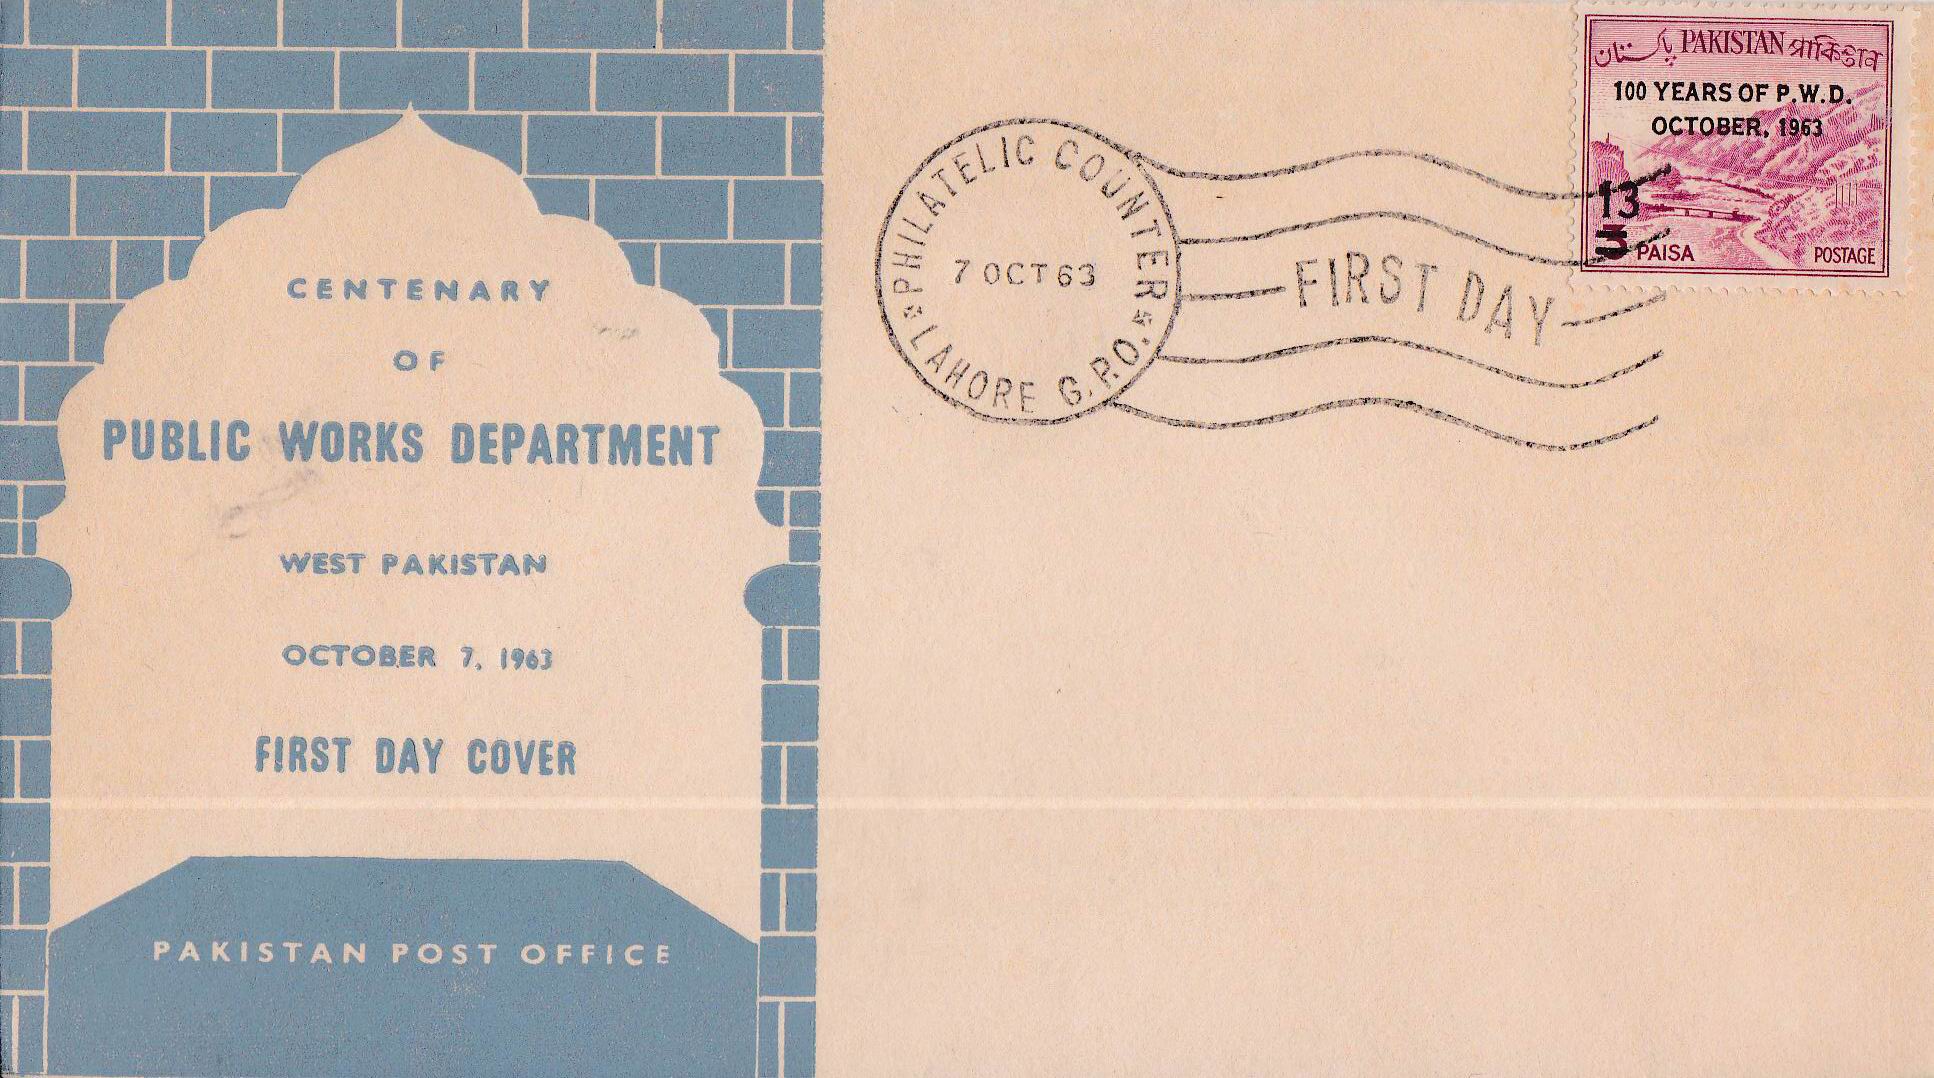 CENTENARY
OF
PUBLIC WORKS DEPARTMENT
WEST PAKISTAN
OCTOBER 7, 1963
FIRST DAY COVER
PAKISTAN POST OFFICE
PHILATELIC COUNTER
7 OCT 63
LAHORE G.P.O.
FIRST DAY
پاکستان PAKISTAN পাকিস্তান
100 YEARS OF P.W.D.
OCTOBER, 1963
13
3 PAISA POSTAGE